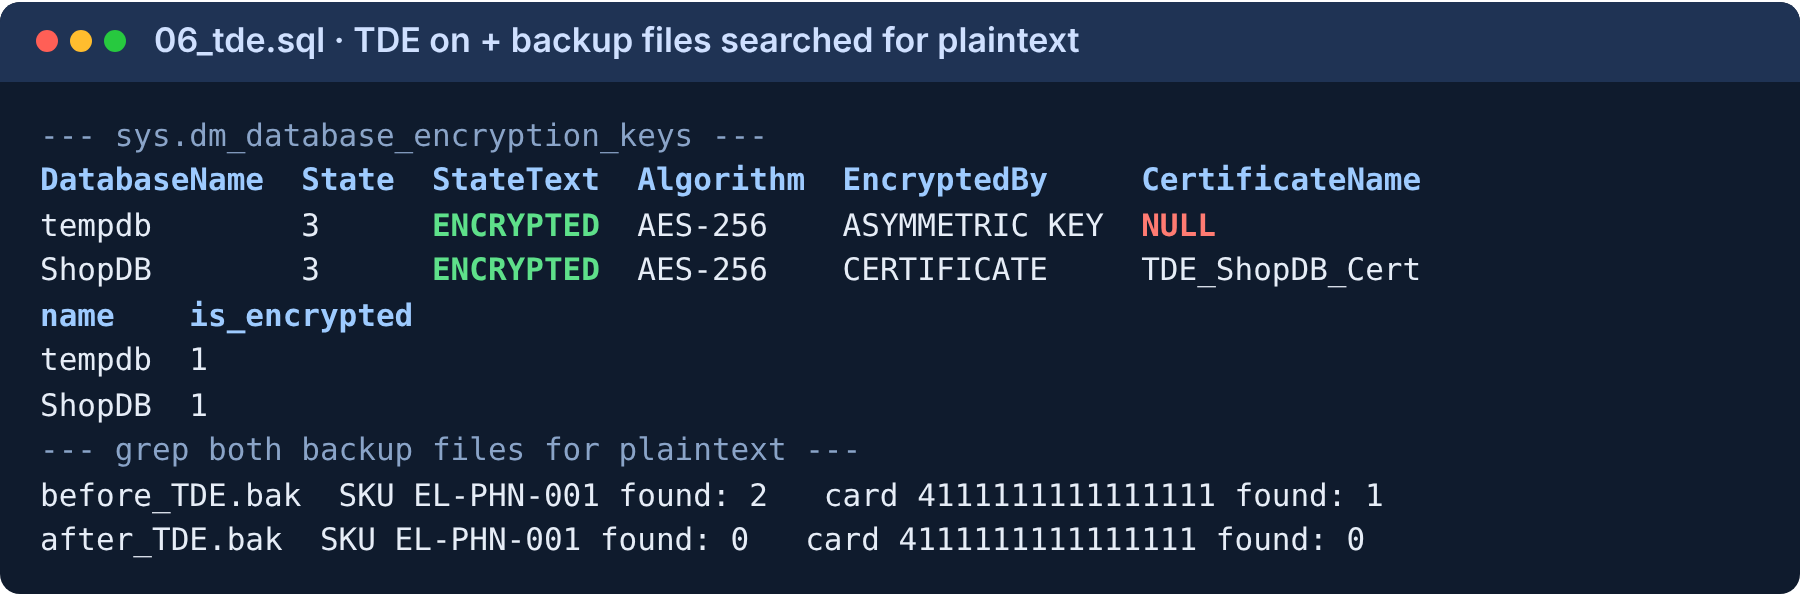 06_tde.sql · TDE on + backup files searched for plaintext
--- sys.dm_database_encryption_keys ---
DatabaseName  State  StateText  Algorithm  EncryptedBy     CertificateName
tempdb        3      ENCRYPTED  AES-256    ASYMMETRIC KEY  NULL
ShopDB        3      ENCRYPTED  AES-256    CERTIFICATE     TDE_ShopDB_Cert
name    is_encrypted
tempdb  1
ShopDB  1
--- grep both backup files for plaintext ---
before_TDE.bak  SKU EL-PHN-001 found: 2   card 4111111111111111 found: 1
after_TDE.bak  SKU EL-PHN-001 found: 0   card 4111111111111111 found: 0